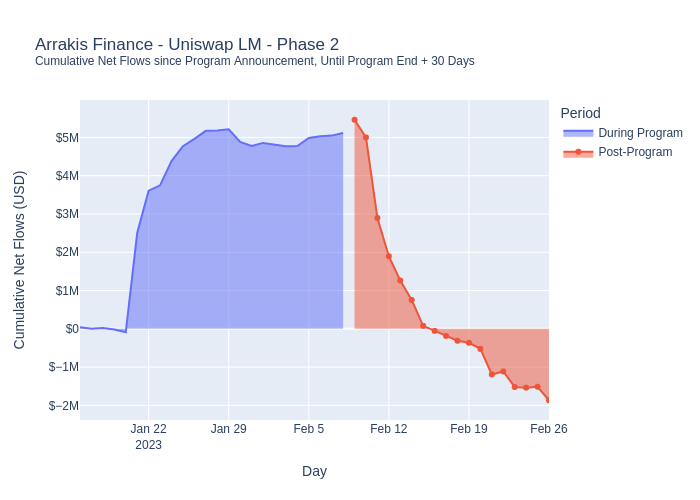 Arrakis Finance - Uniswap LM - Phase 2
Cumulative Net Flows since Program Announcement, Until Program End + 30 Days
Period
During Program
Post-Program
Cumulative Net Flows (USD)
$5M
$4M
$3M
$2M
$1M
$0
$−1M
$−2M
Jan 22
2023
Jan 29
Feb 5
Feb 12
Feb 19
Feb 26
Day